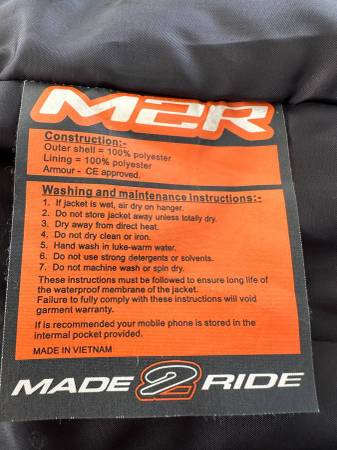 M2R
Construction:-
Outer shell = 100% polyester
Lining = 100% polyester
Armour - CE approved.
Washing and maintenance instructions:-
1. If jacket is wet, air dry on hanger.
2. Do not store jacket away unless totally dry.
3. Dry away from direct heat.
4. Do not dry clean or iron.
5. Hand wash in luke-warm water.
6. Do not use strong detergents or solvents.
7. Do not machine wash or spin dry.
These instructions must be followed to ensure long life of
the waterproof membrane of the jacket.
Failure to fully comply with these instructions will void
garment warranty.
If is recommended your mobile phone is stored in the
internal pocket provided.
MADE IN VIETNAM
MADE 2 RIDE